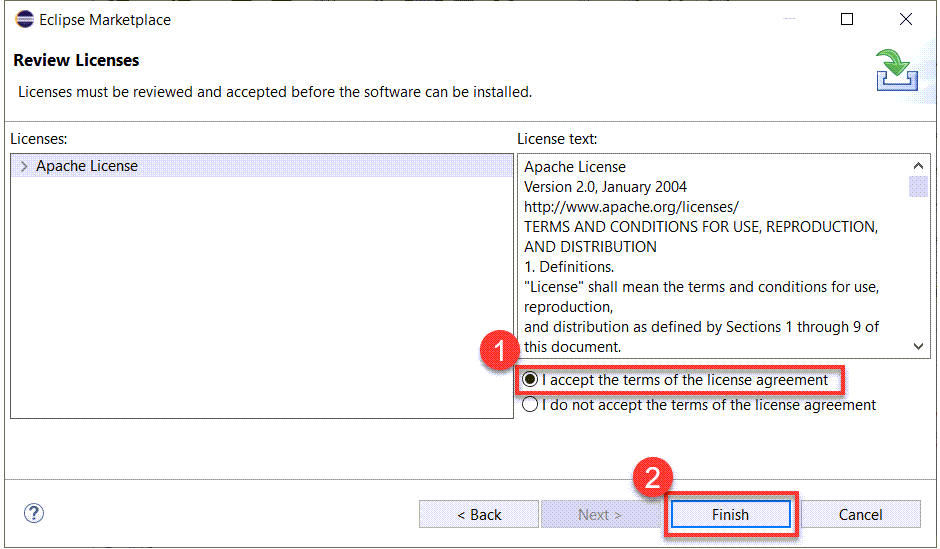 Eclipse Marketplace
Review Licenses
Licenses must be reviewed and accepted before the software can be installed.
Licenses:
Apache License
License text:
Apache License
Version 2.0, January 2004
http://www.apache.org/licenses/
TERMS AND CONDITIONS FOR USE, REPRODUCTION,
AND DISTRIBUTION
1. Definitions.
"License" shall mean the terms and conditions for use,
reproduction,
and distribution as defined by Sections 1 through 9 of
this document.
1
I accept the terms of the license agreement
I do not accept the terms of the license agreement
2
?
< Back
Next >
Finish
Cancel